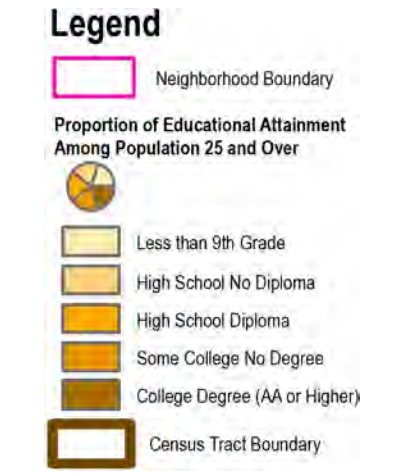 Legend
Neighborhood Boundary
Proportion of Educational Attainment
Among Population 25 and Over
Less than 9th Grade
High School No Diploma
High School Diploma
Some College No Degree
College Degree (AA or Higher)
Census Tract Boundary